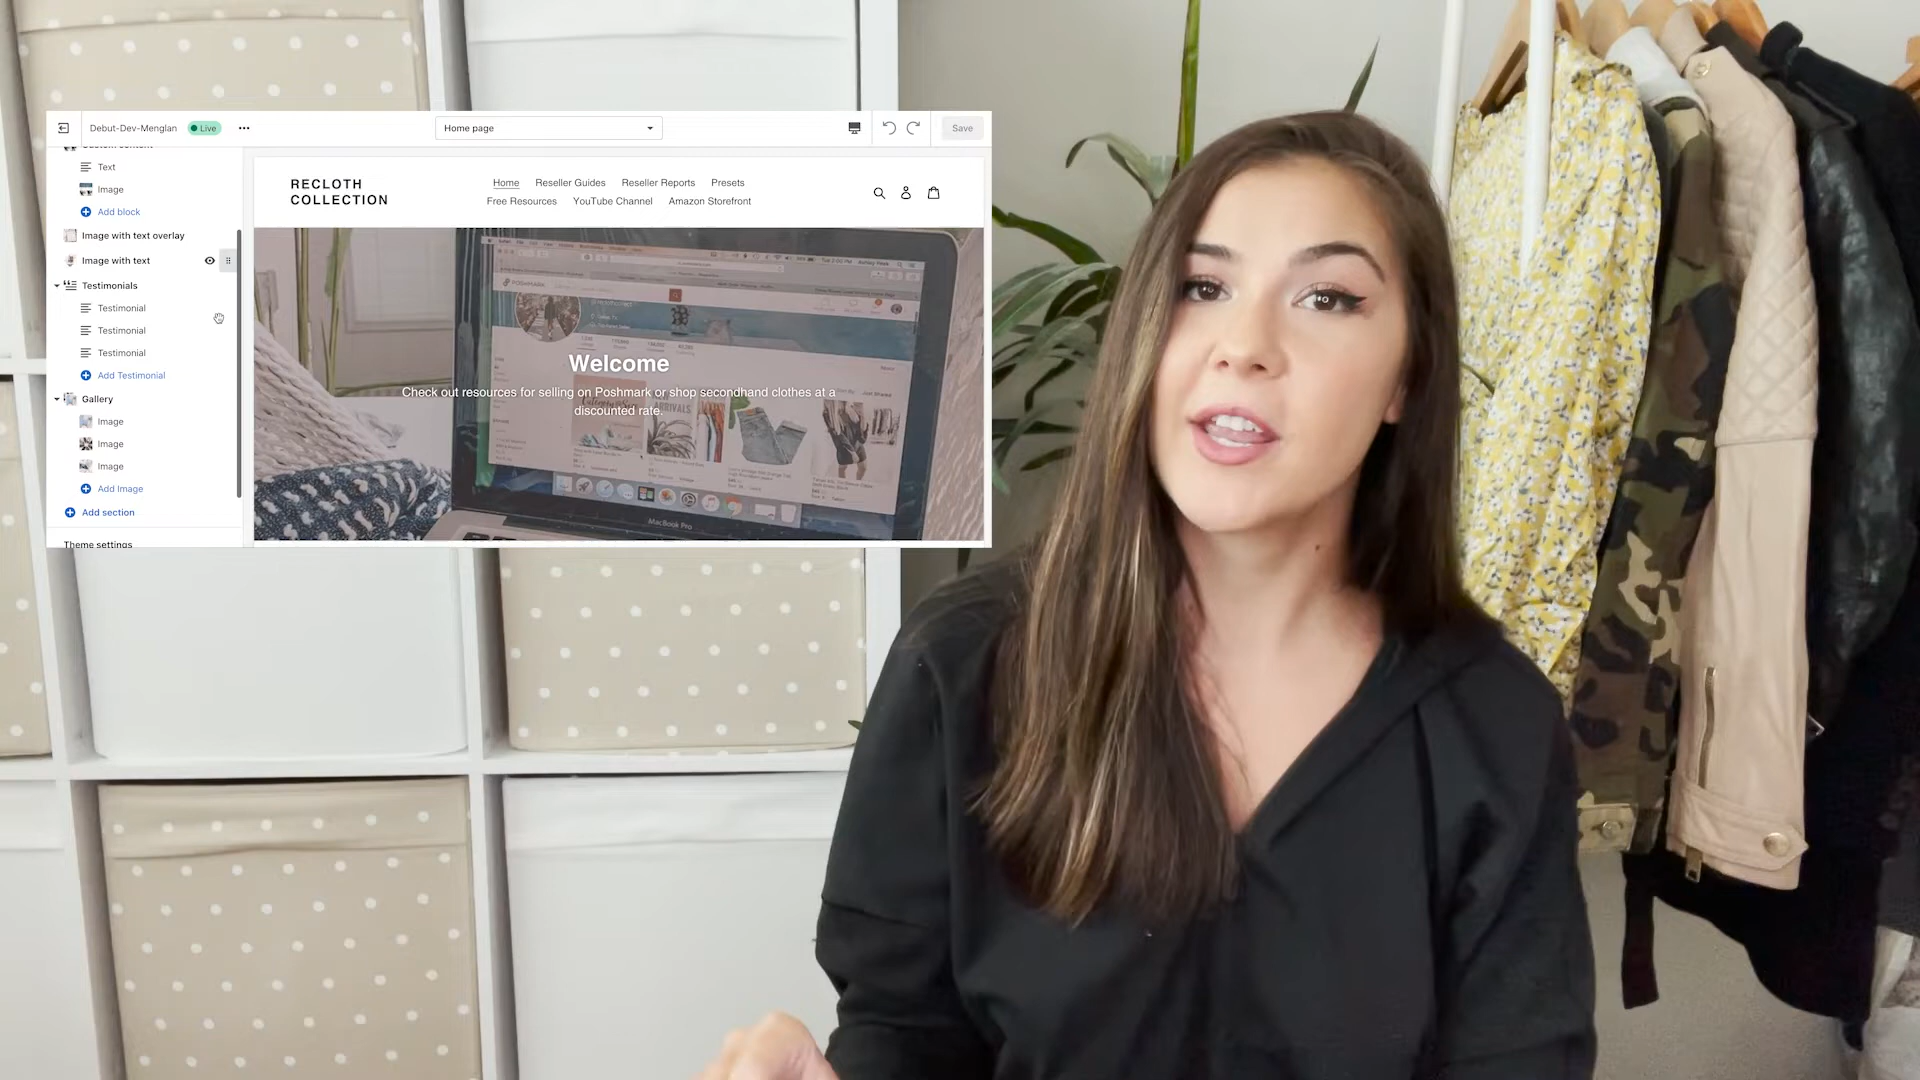 Debut-Dev-Menglan
Live
Home page
Save
Text
Image
Add block
Image with text overlay
Image with text
Testimonials
Testimonial
Testimonial
Testimonial
Add Testimonial
Gallery
Image
Image
Image
Add Image
Add section
Theme settings
RECLOTH
COLLECTION
Home Reseller Guides Reseller Reports Presets
Free Resources YouTube Channel Amazon Storefront
POSHMARK
Welcome
Check out resources for selling on Poshmark or shop secondhand clothes at a
discounted rate.
MacBook Pro